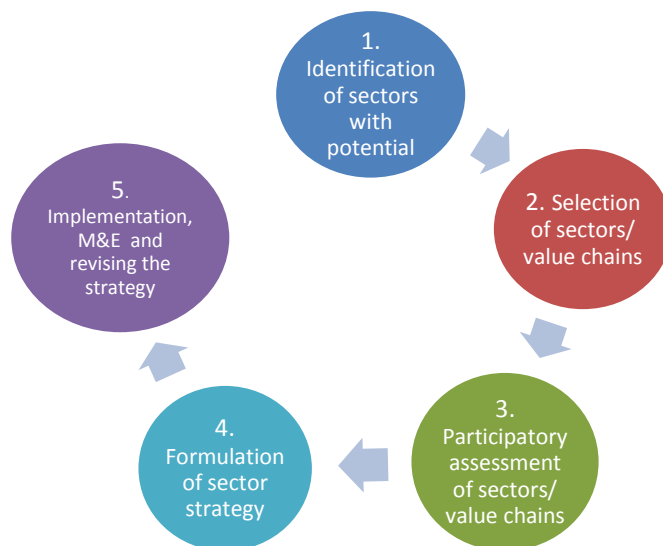 1.
Identification
of sectors
with
potential
2. Selection
of sectors/
value chains
3.
Participatory
assessment
of sectors/
value chains
4.
Formulation
of sector
strategy
5.
Implementation,
M&E and
revising the
strategy